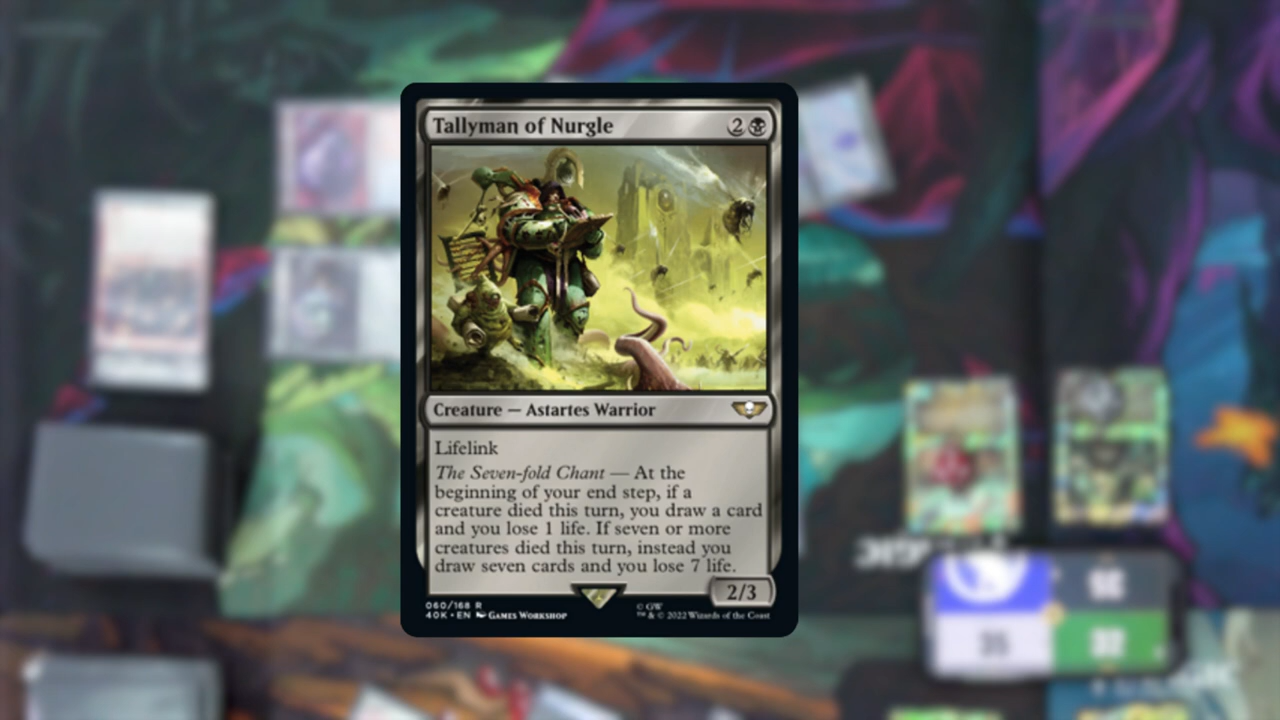 Tallyman of Nurgle 2
Creature — Astartes Warrior
Lifelink
The Seven-fold Chant — At the
beginning of your end step, if a
creature died this turn, you draw a card
and you lose 1 life. If seven or more
creatures died this turn, instead you
draw seven cards and you lose 7 life.
2/3
060/168 R
40K • EN GAMES WORKSHOP
© GW
™ & © 2022 Wizards of the Coast